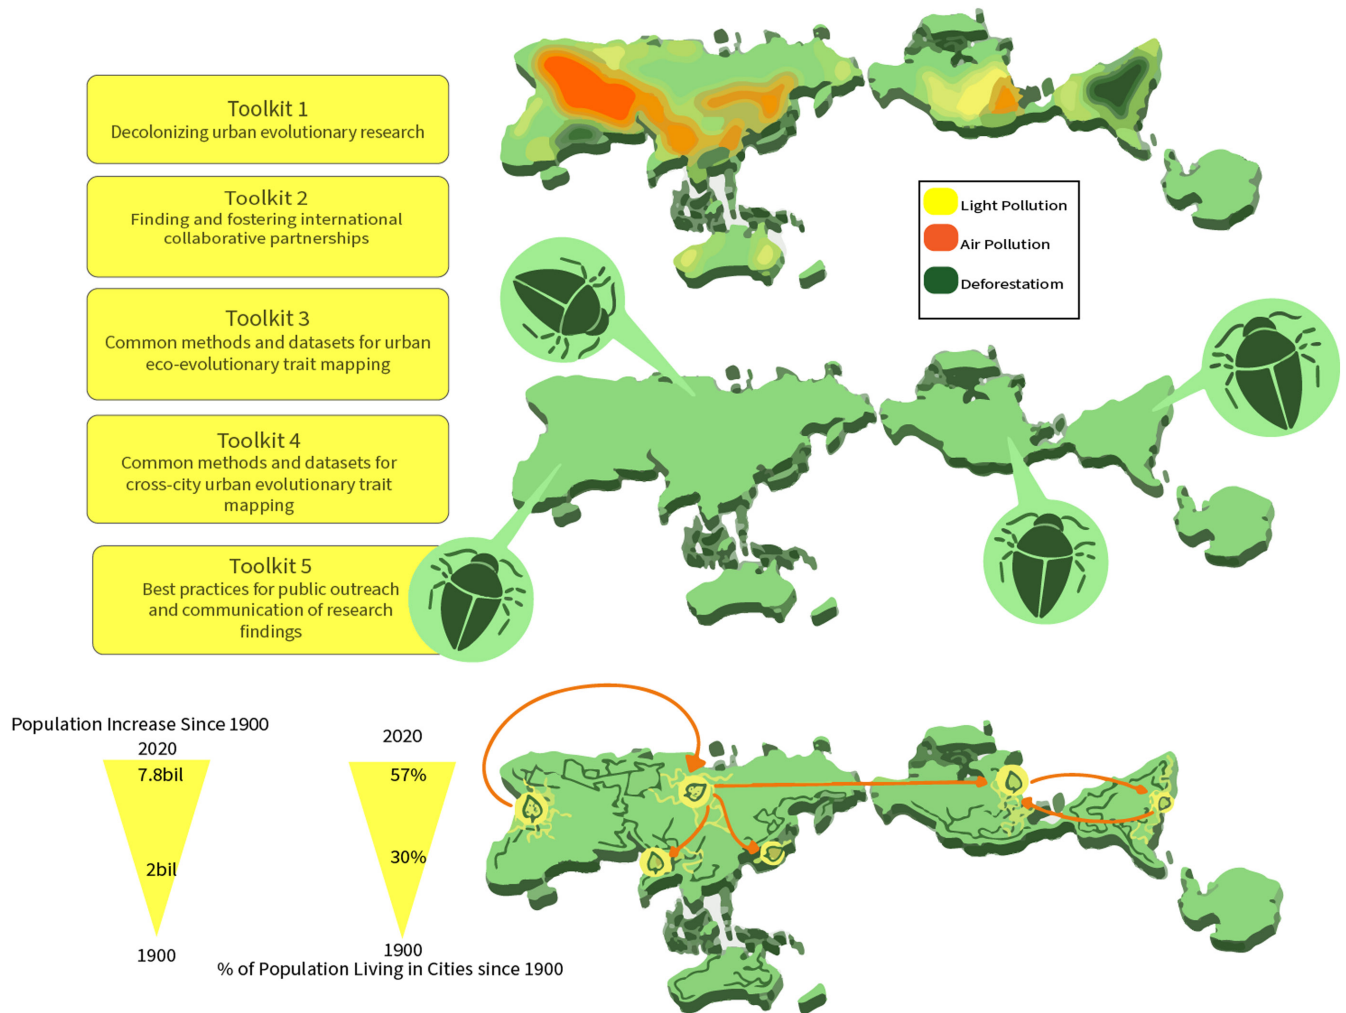 Toolkit 1
Decolonizing urban evolutionary research
Toolkit 2
Finding and fostering international
collaborative partnerships
Toolkit 3
Common methods and datasets for urban
eco-evolutionary trait mapping
Toolkit 4
Common methods and datasets for
cross-city urban evolutionary trait
mapping
Toolkit 5
Best practices for public outreach
and communication of research
findings
Light Pollution
Air Pollution
Deforestatiom
Population Increase Since 1900
2020
7.8bil
2bil
1900
2020
57%
30%
1900
% of Population Living in Cities since 1900